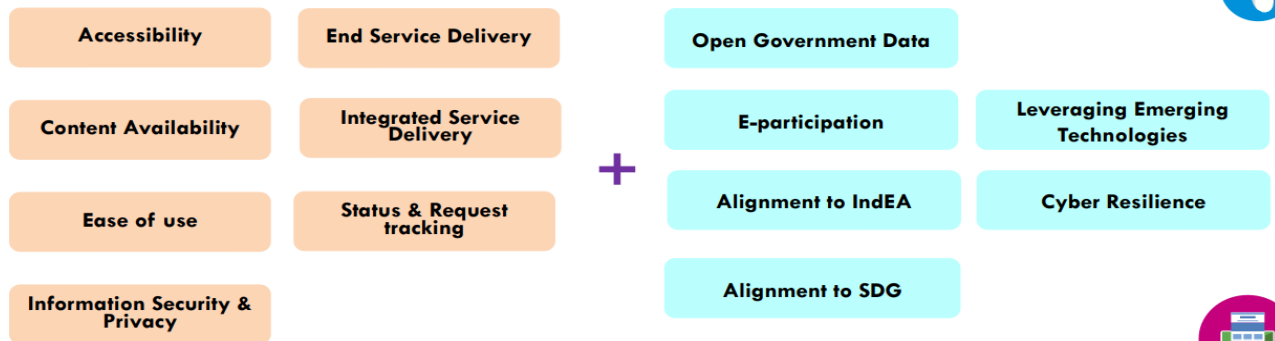 Accessibility
End Service Delivery
Content Availability
Integrated Service
Delivery
Ease of use
Status & Request
tracking
Information Security &
Privacy
+
Open Government Data
E-participation
Leveraging Emerging
Technologies
Alignment to IndEA
Cyber Resilience
Alignment to SDG